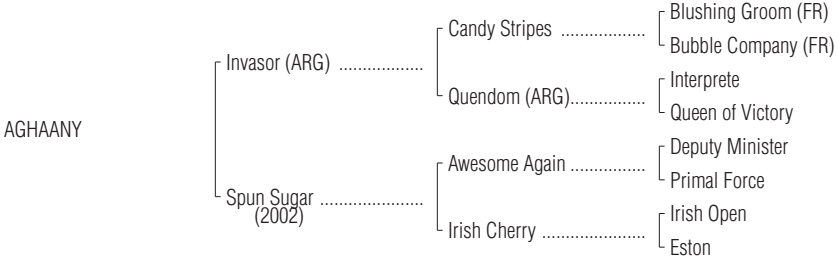 Blushing Groom (FR)
Candy Stripes ..................
Bubble Company (FR)
Invasor (ARG) ..................
Interprete
Quendom (ARG)................
Queen of Victory
AGHAANY
Deputy Minister
Awesome Again ................
Primal Force
Spun Sugar ......................
(2002)
Irish Open
Irish Cherry ......................
Eston